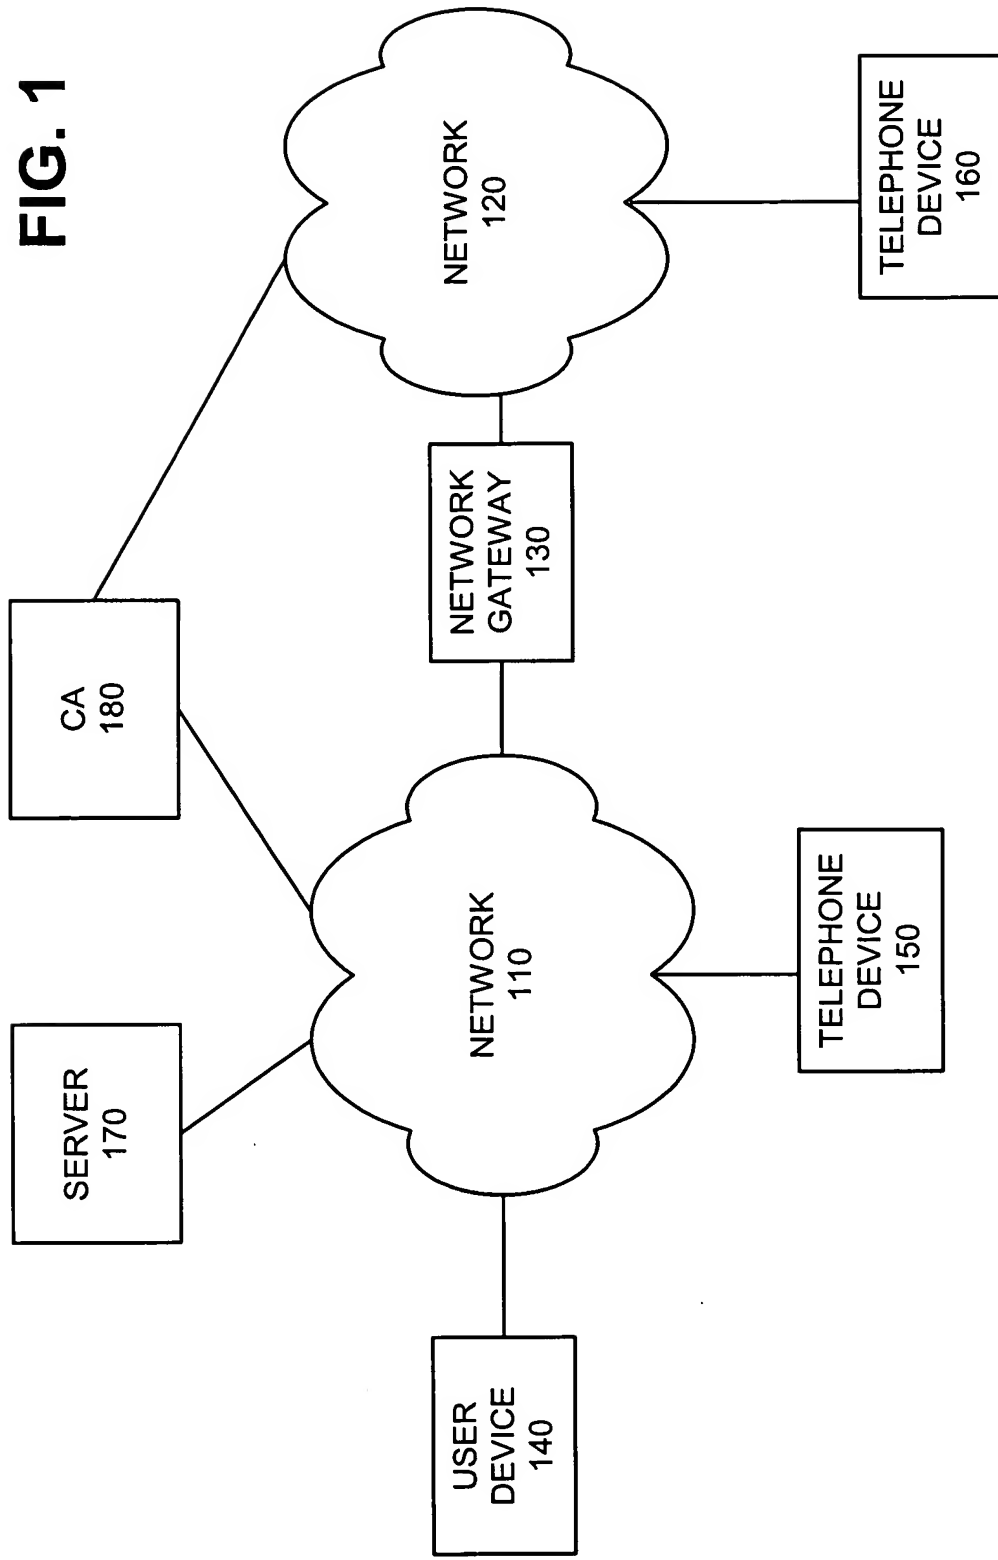 FIG. 1
SERVER
170
CA
180
USER
DEVICE
140
NETWORK
110
NETWORK
GATEWAY
130
NETWORK
120
TELEPHONE
DEVICE
150
TELEPHONE
DEVICE
160